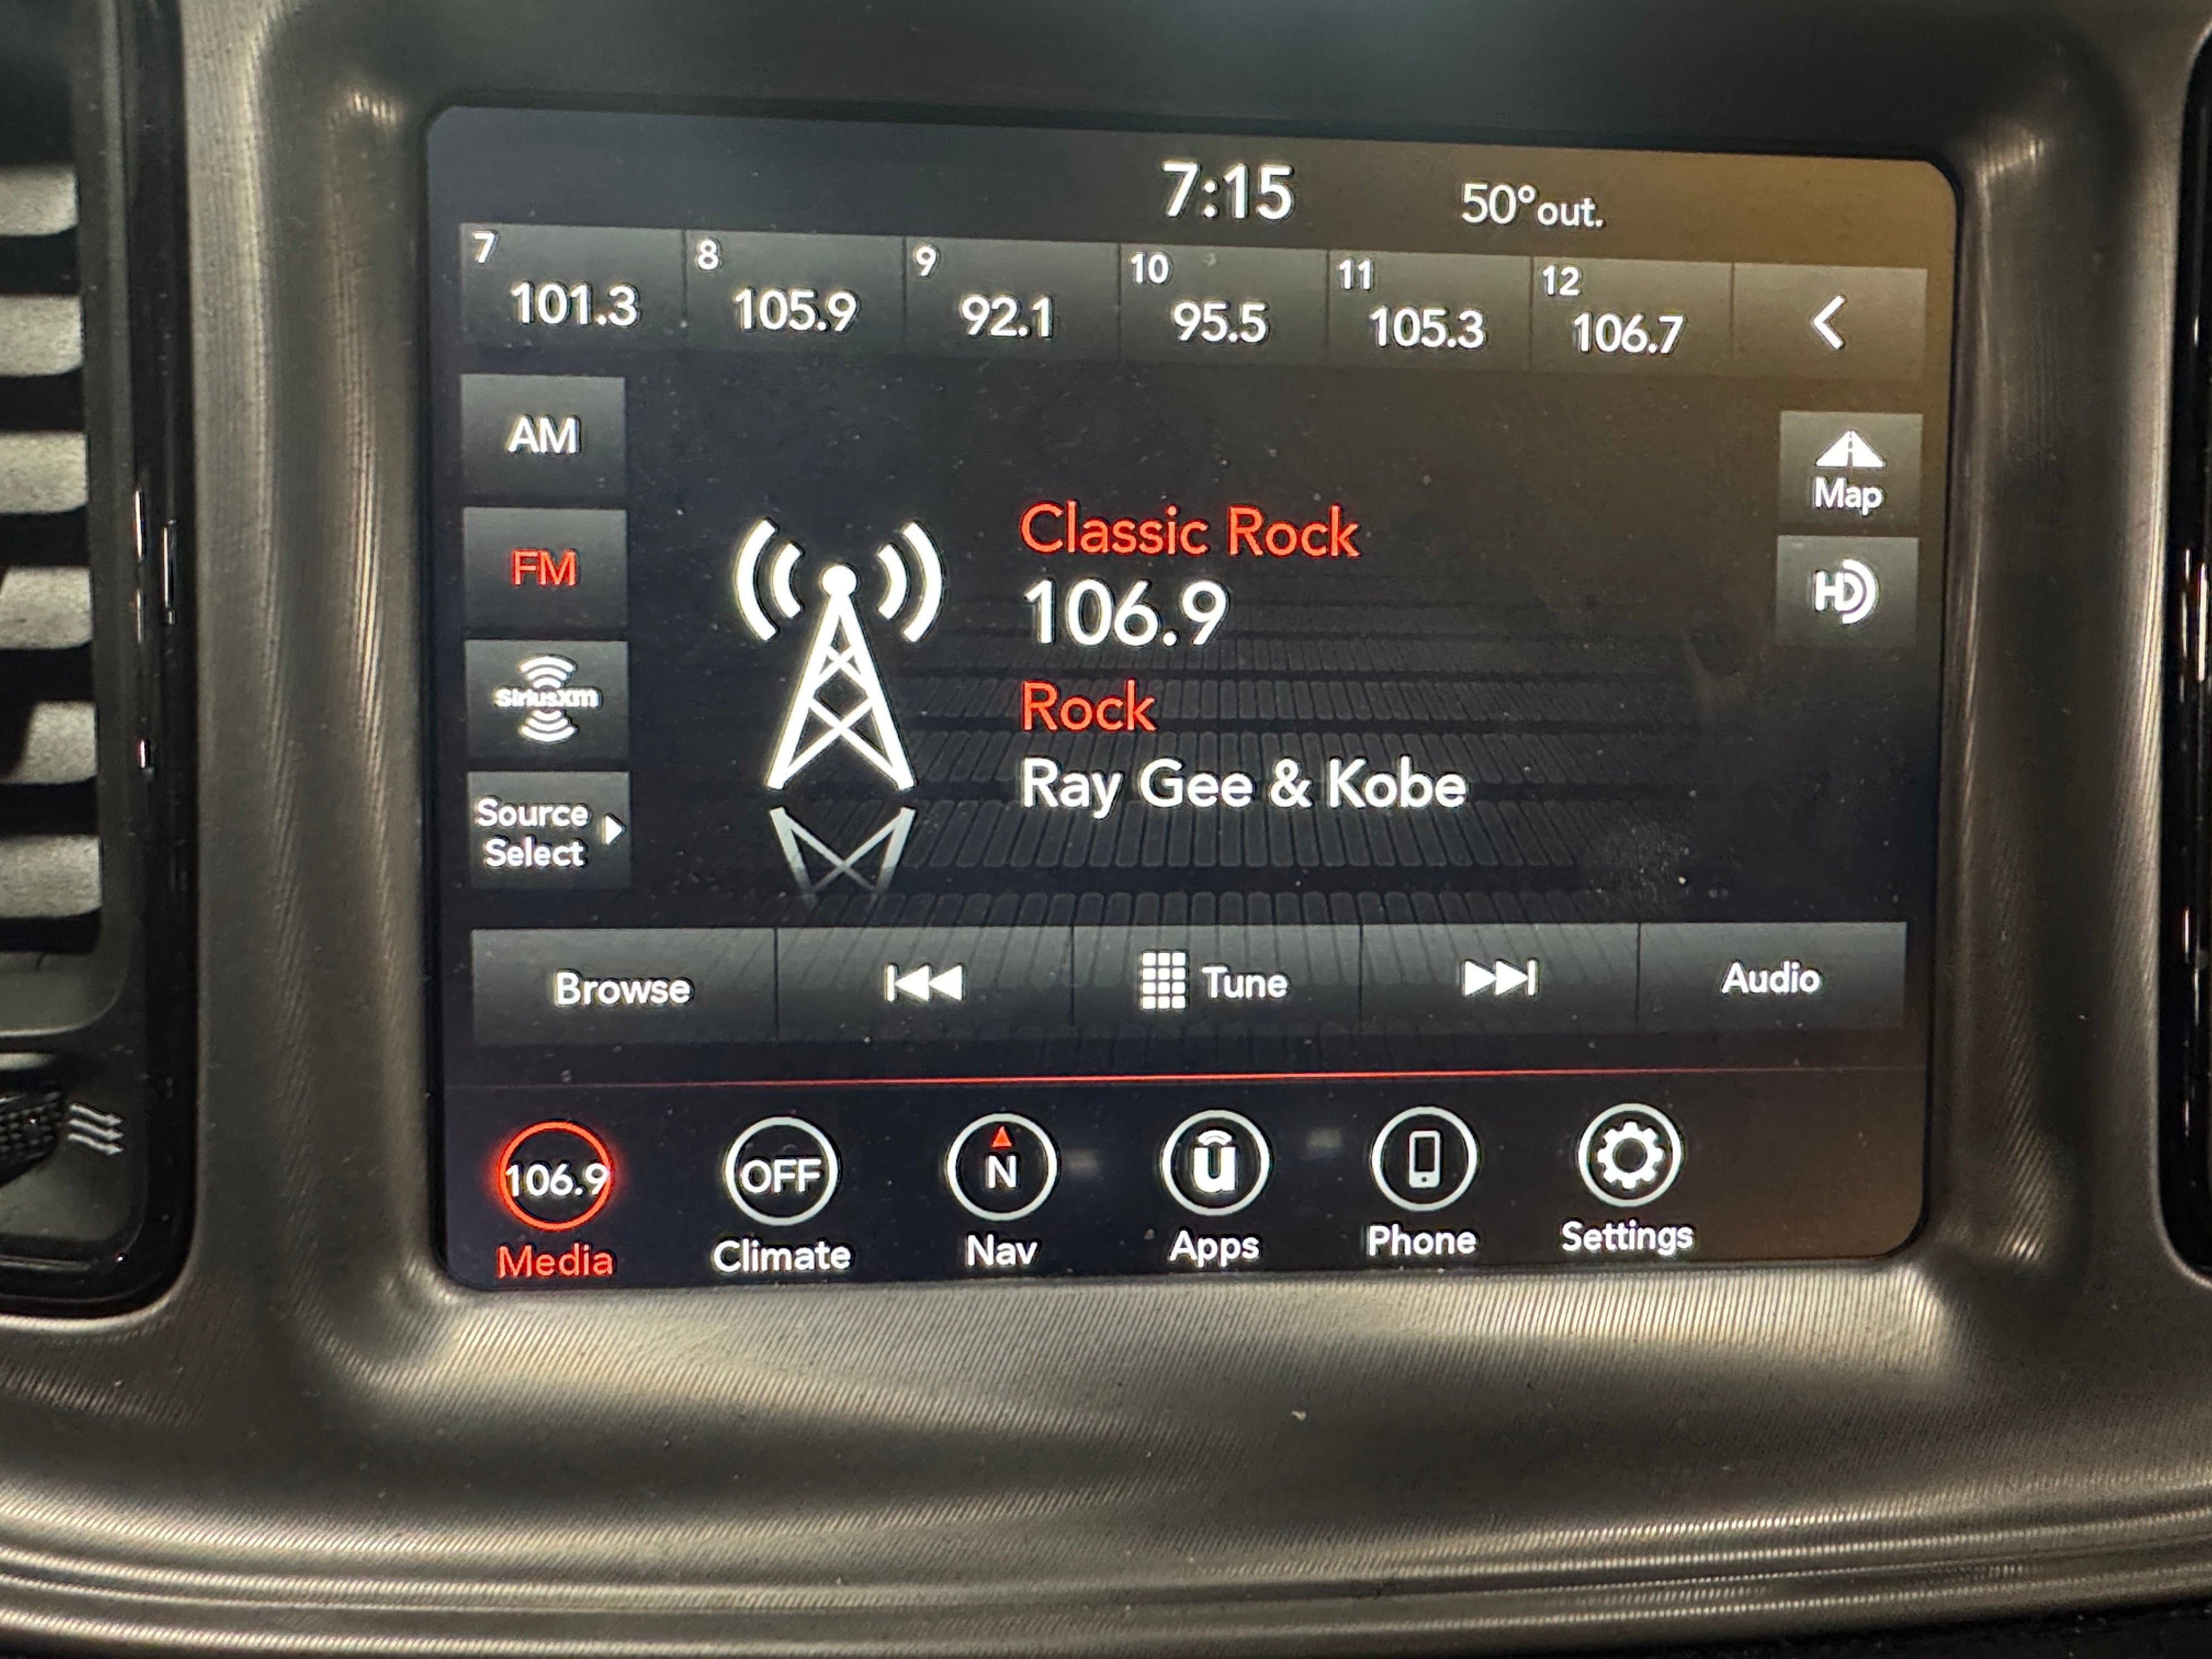 7:15 50°out.
7 8 9 10 11 12
101.3 105.9 92.1 95.5 105.3 106.7
AM
Map
Classic Rock
FM
106.9
HD
siriusxm
Rock
Ray Gee & Kobe
Source
Select
Browse Tune Audio
106.9 OFF N u
Media Climate Nav Apps Phone Settings